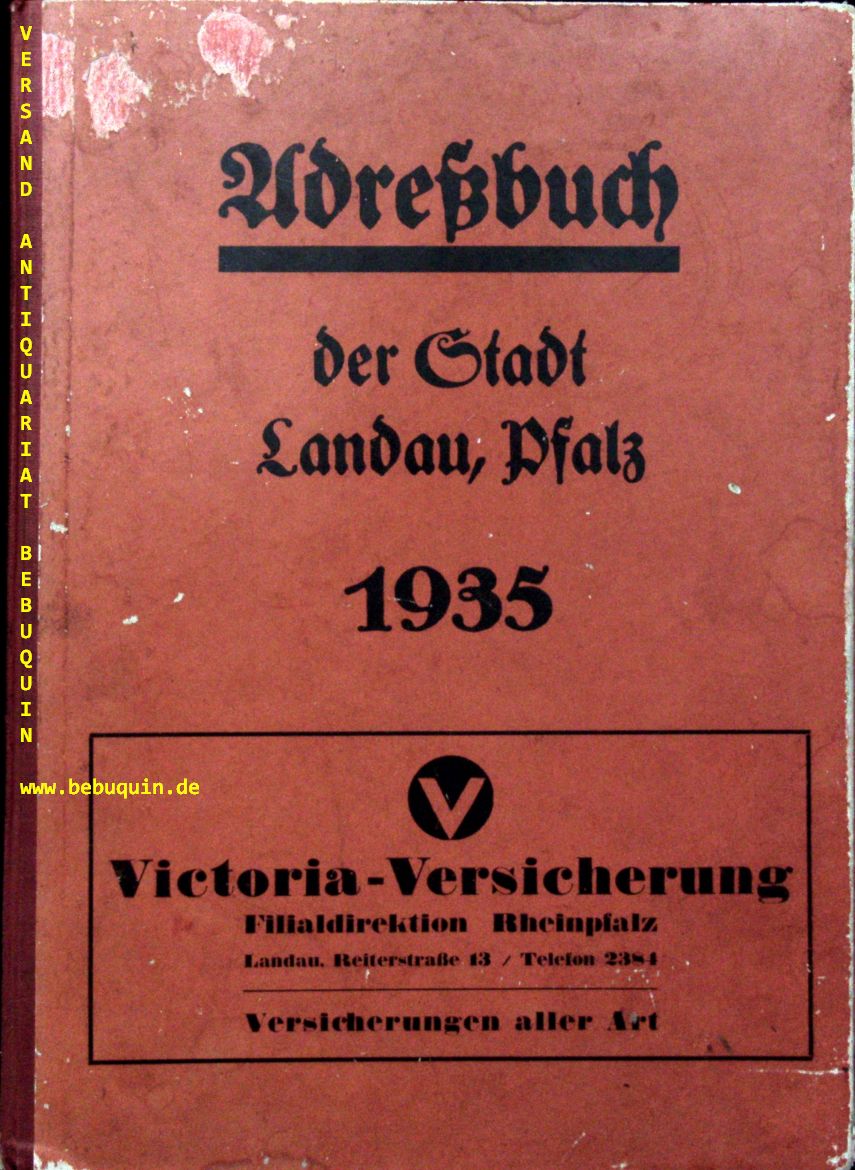 Adreßbuch
der Stadt
Landau, Pfalz
1935
V
Victoria-Versicherung
Filialdirektion Rheinpfalz
Landau, Reiterstraße 13 / Telefon 2384
Versicherungen aller Art
VERSAND ANTIQUARIAT BEBUQUIN
www.bebuquin.de